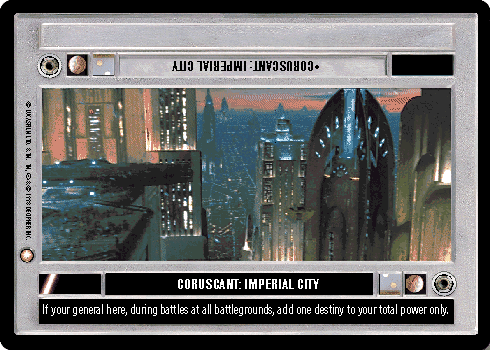 •CORUSCANT: IMPERIAL CITY
CORUSCANT: IMPERIAL CITY
If your general here, during battles at all battlegrounds, add one destiny to your total power only.